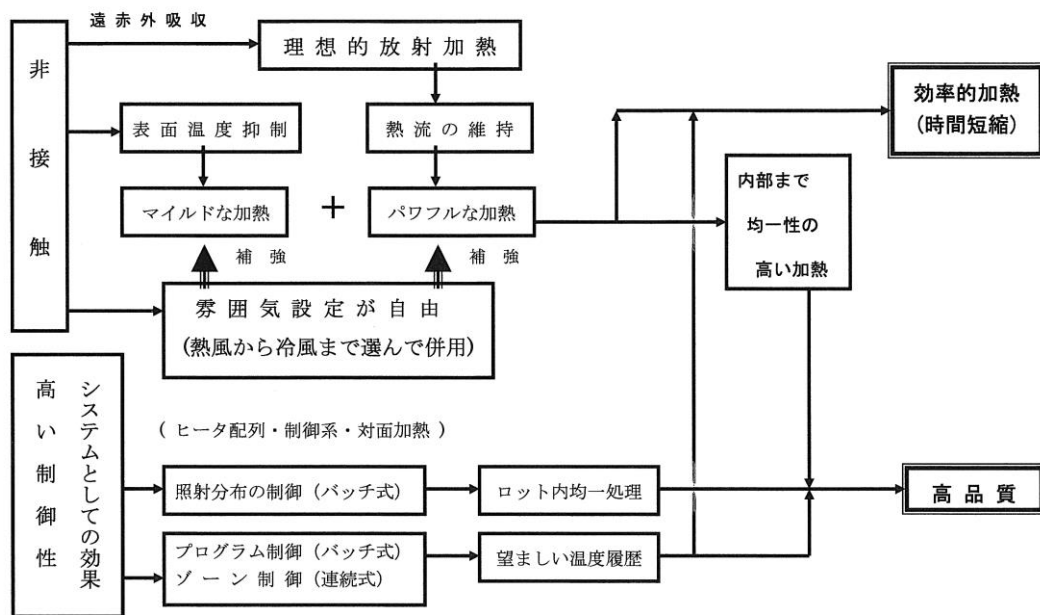 遠赤外吸収
非接触
理想的放射加熱
表面温度抑制
熱流の維持
マイルドな加熱
+
パワフルな加熱
補強
補強
雰囲気設定が自由
(熱風から冷風まで選んで併用)
効率的加熱
(時間短縮)
内部まで
均一性の
高い加熱
システムとしての効果
高い制御性
(ヒータ配列・制御系・対面加熱)
照射分布の制御(バッチ式)
ロット内均一処理
高品質
プログラム制御(バッチ式)
ゾーン制御(連続式)
望ましい温度履歴